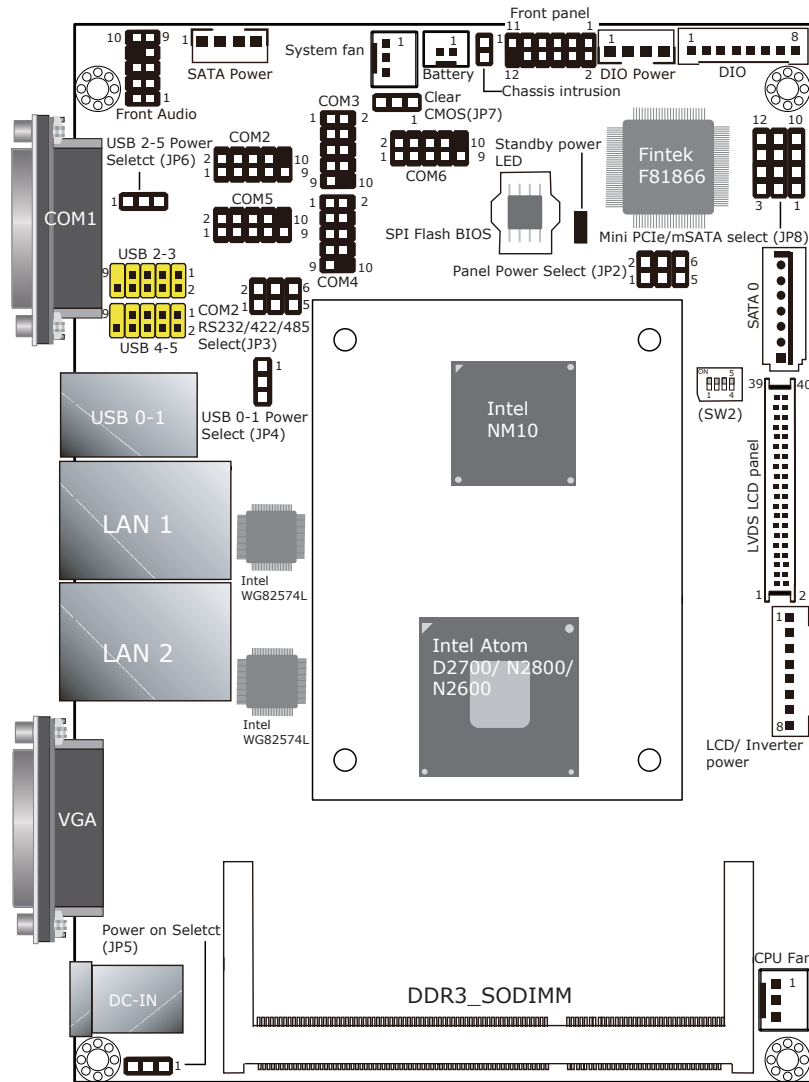 Front panel
11
1
10
9
1
8
1
System fan
1
1
1
SATA Power
Battery
12
2
DIO Power
DIO
Chassis intrusion
Front Audio
1
COM3
Clear
CMOS(JP7)
USB 2-5 Power
Seletct (JP6)
COM2
1
2
1
Standby power
LED
12
10
2
10
2
10
Fintek
F81866
1
9
1
9
COM6
1
COM5
9
10
COM1
2
10
1
2
SPI Flash BIOS
3
1
1
9
Mini PCIe/mSATA select (JP8)
USB 2-3
9
10
Panel Power Select (JP2)
2
6
COM4
9
1
2
2
6
1
5
SATA 0
COM2
RS232/422/485
Select(JP3)
1
5
9
1
2
USB 4-5
1
ON
5
1
4
(SW2)
39
40
USB 0-1
USB 0-1 Power
Select (JP4)
Intel
NM10
LAN 1
LVDS LCD panel
Intel
WG82574L
1
2
LAN 2
1
Intel Atom
D2700/ N2800/
N2600
Intel
WG82574L
8
LCD/ Inverter
power
VGA
Power on Seletct
(JP5)
CPU Fan
1
DC-IN
DDR3_SODIMM
1